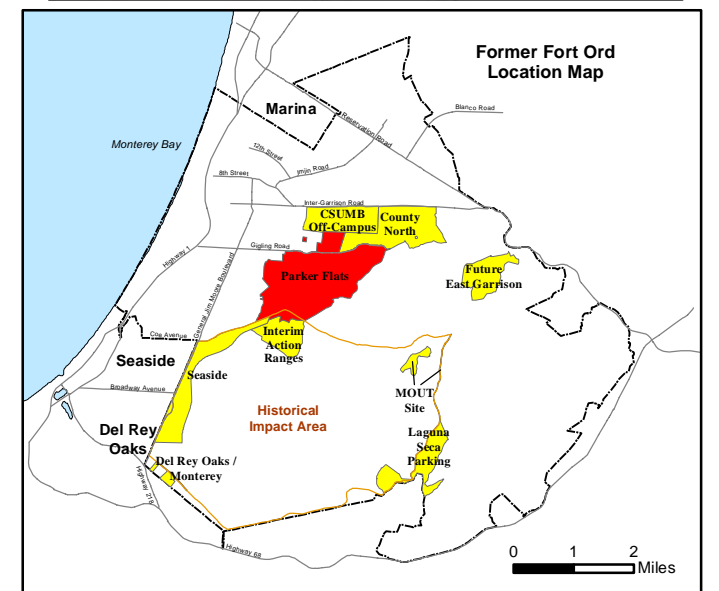 Former Fort Ord
Location Map
Marina
Blanco Road
Reservation Road
Monterey Bay
12th Street
Imjin Road
8th Street
Inter-Garrison Road
CSUMB
Off-Campus
County
North
Gigling Road
Highway 1
Parker Flats
Future
East Garrison
General Jim Moore Boulevard
Coe Avenue
Interim
Action
Ranges
Seaside
Seaside
Broadway Avenue
MOUT
Site
Historical
Impact Area
Del Rey
Oaks
Laguna
Seca
Parking
Del Rey Oaks /
Monterey
Highway 218
Highway 68
0 1 2
Miles